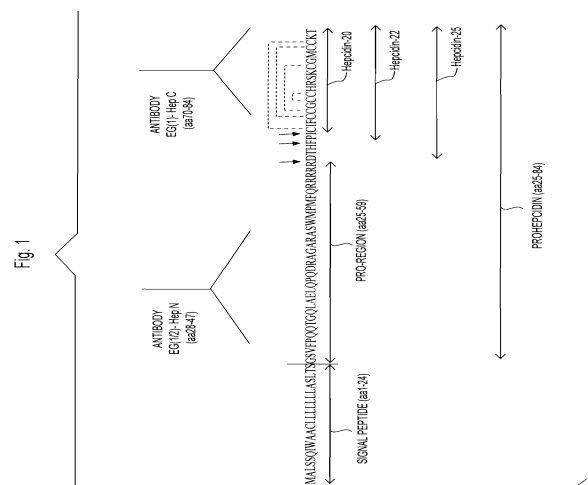 Fig. 1
ANTIBODY
EG(1/2)- Hep N
(aa28-47)
ANTIBODY
EG(1)- Hep C
(aa70-84)
MALSSQIWAACLLLLLLLASLTSGSVFPQQTGQLAELQPQDRAGARASWMPMFQRRRRRDTHFPICIFCCGCCHRSKCGMCCKT
SIGNAL PEPTIDE (aa1-24)
PRO-REGION (aa25-59)
Hepcidin-20
Hepcidin-22
Hepcidin-25
PROHEPCIDIN (aa25-84)